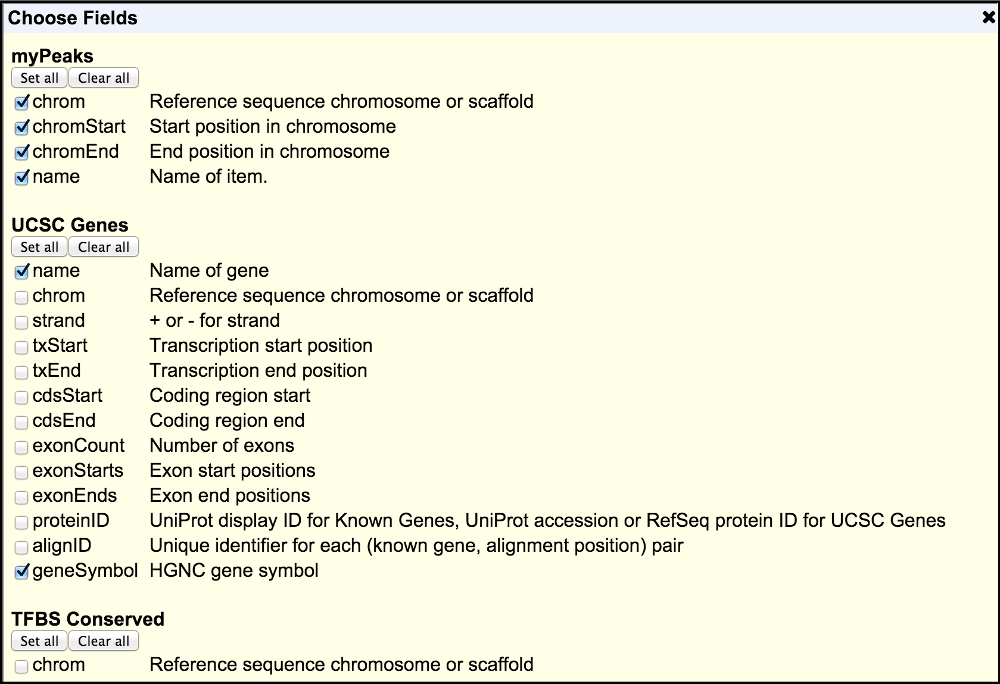 Choose Fields
myPeaks
Set all Clear all
chrom Reference sequence chromosome or scaffold
chromStart Start position in chromosome
chromEnd End position in chromosome
name Name of item.
UCSC Genes
Set all Clear all
name Name of gene
chrom Reference sequence chromosome or scaffold
strand + or - for strand
txStart Transcription start position
txEnd Transcription end position
cdsStart Coding region start
cdsEnd Coding region end
exonCount Number of exons
exonStarts Exon start positions
exonEnds Exon end positions
proteinID UniProt display ID for Known Genes, UniProt accession or RefSeq protein ID for UCSC Genes
alignID Unique identifier for each (known gene, alignment position) pair
geneSymbol HGNC gene symbol
TFBS Conserved
Set all Clear all
chrom Reference sequence chromosome or scaffold